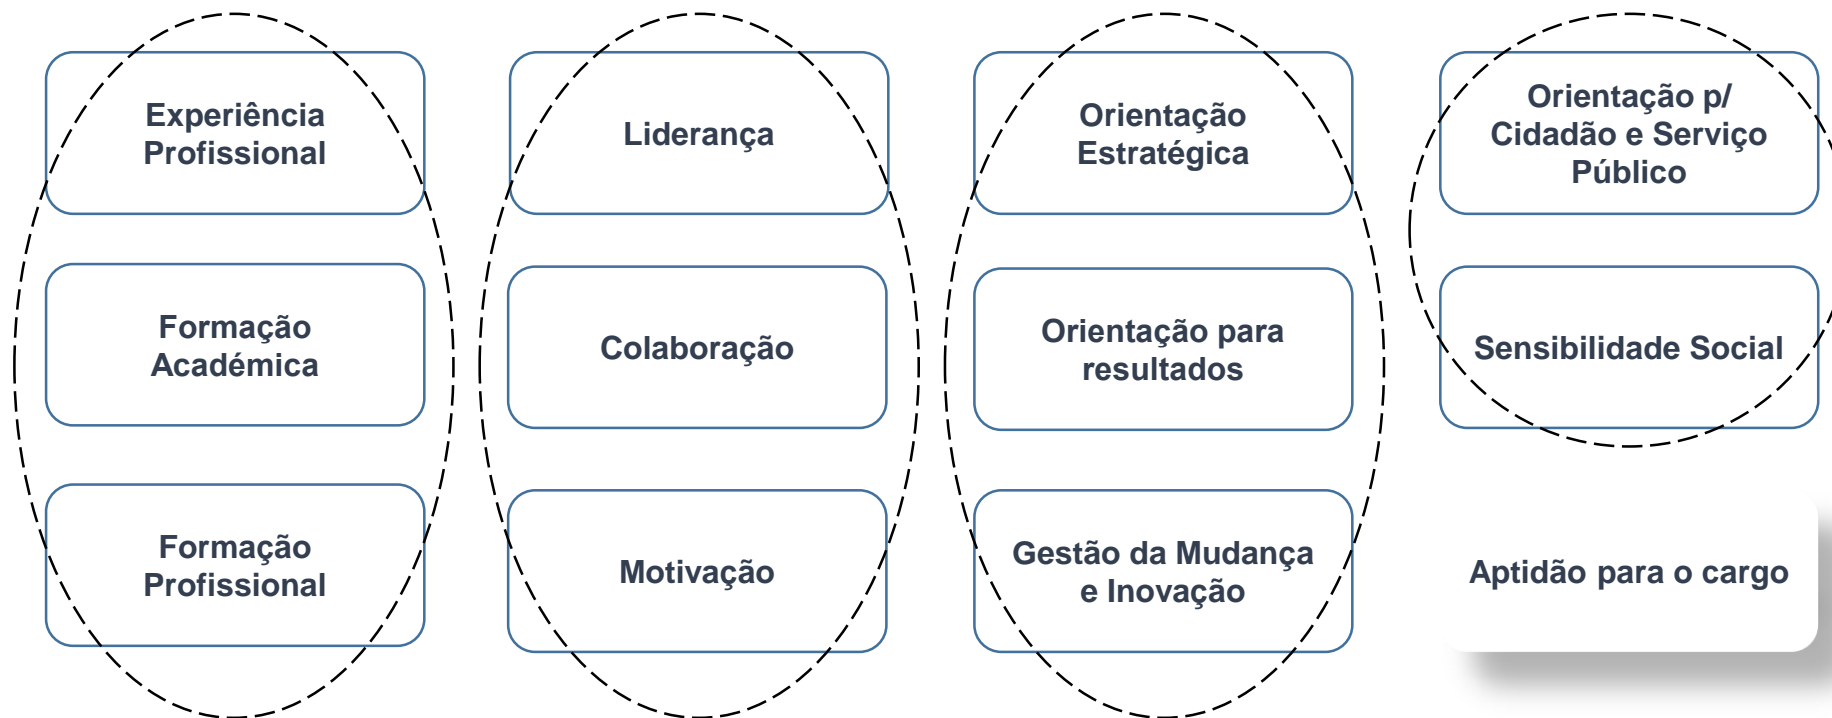 Experiência
Profissional
Liderança
Orientação
Estratégica
Orientação p/
Cidadão e Serviço
Público
Formação
Académica
Colaboração
Orientação para
resultados
Sensibilidade Social
Formação
Profissional
Motivação
Gestão da Mudança
e Inovação
Aptidão para o cargo